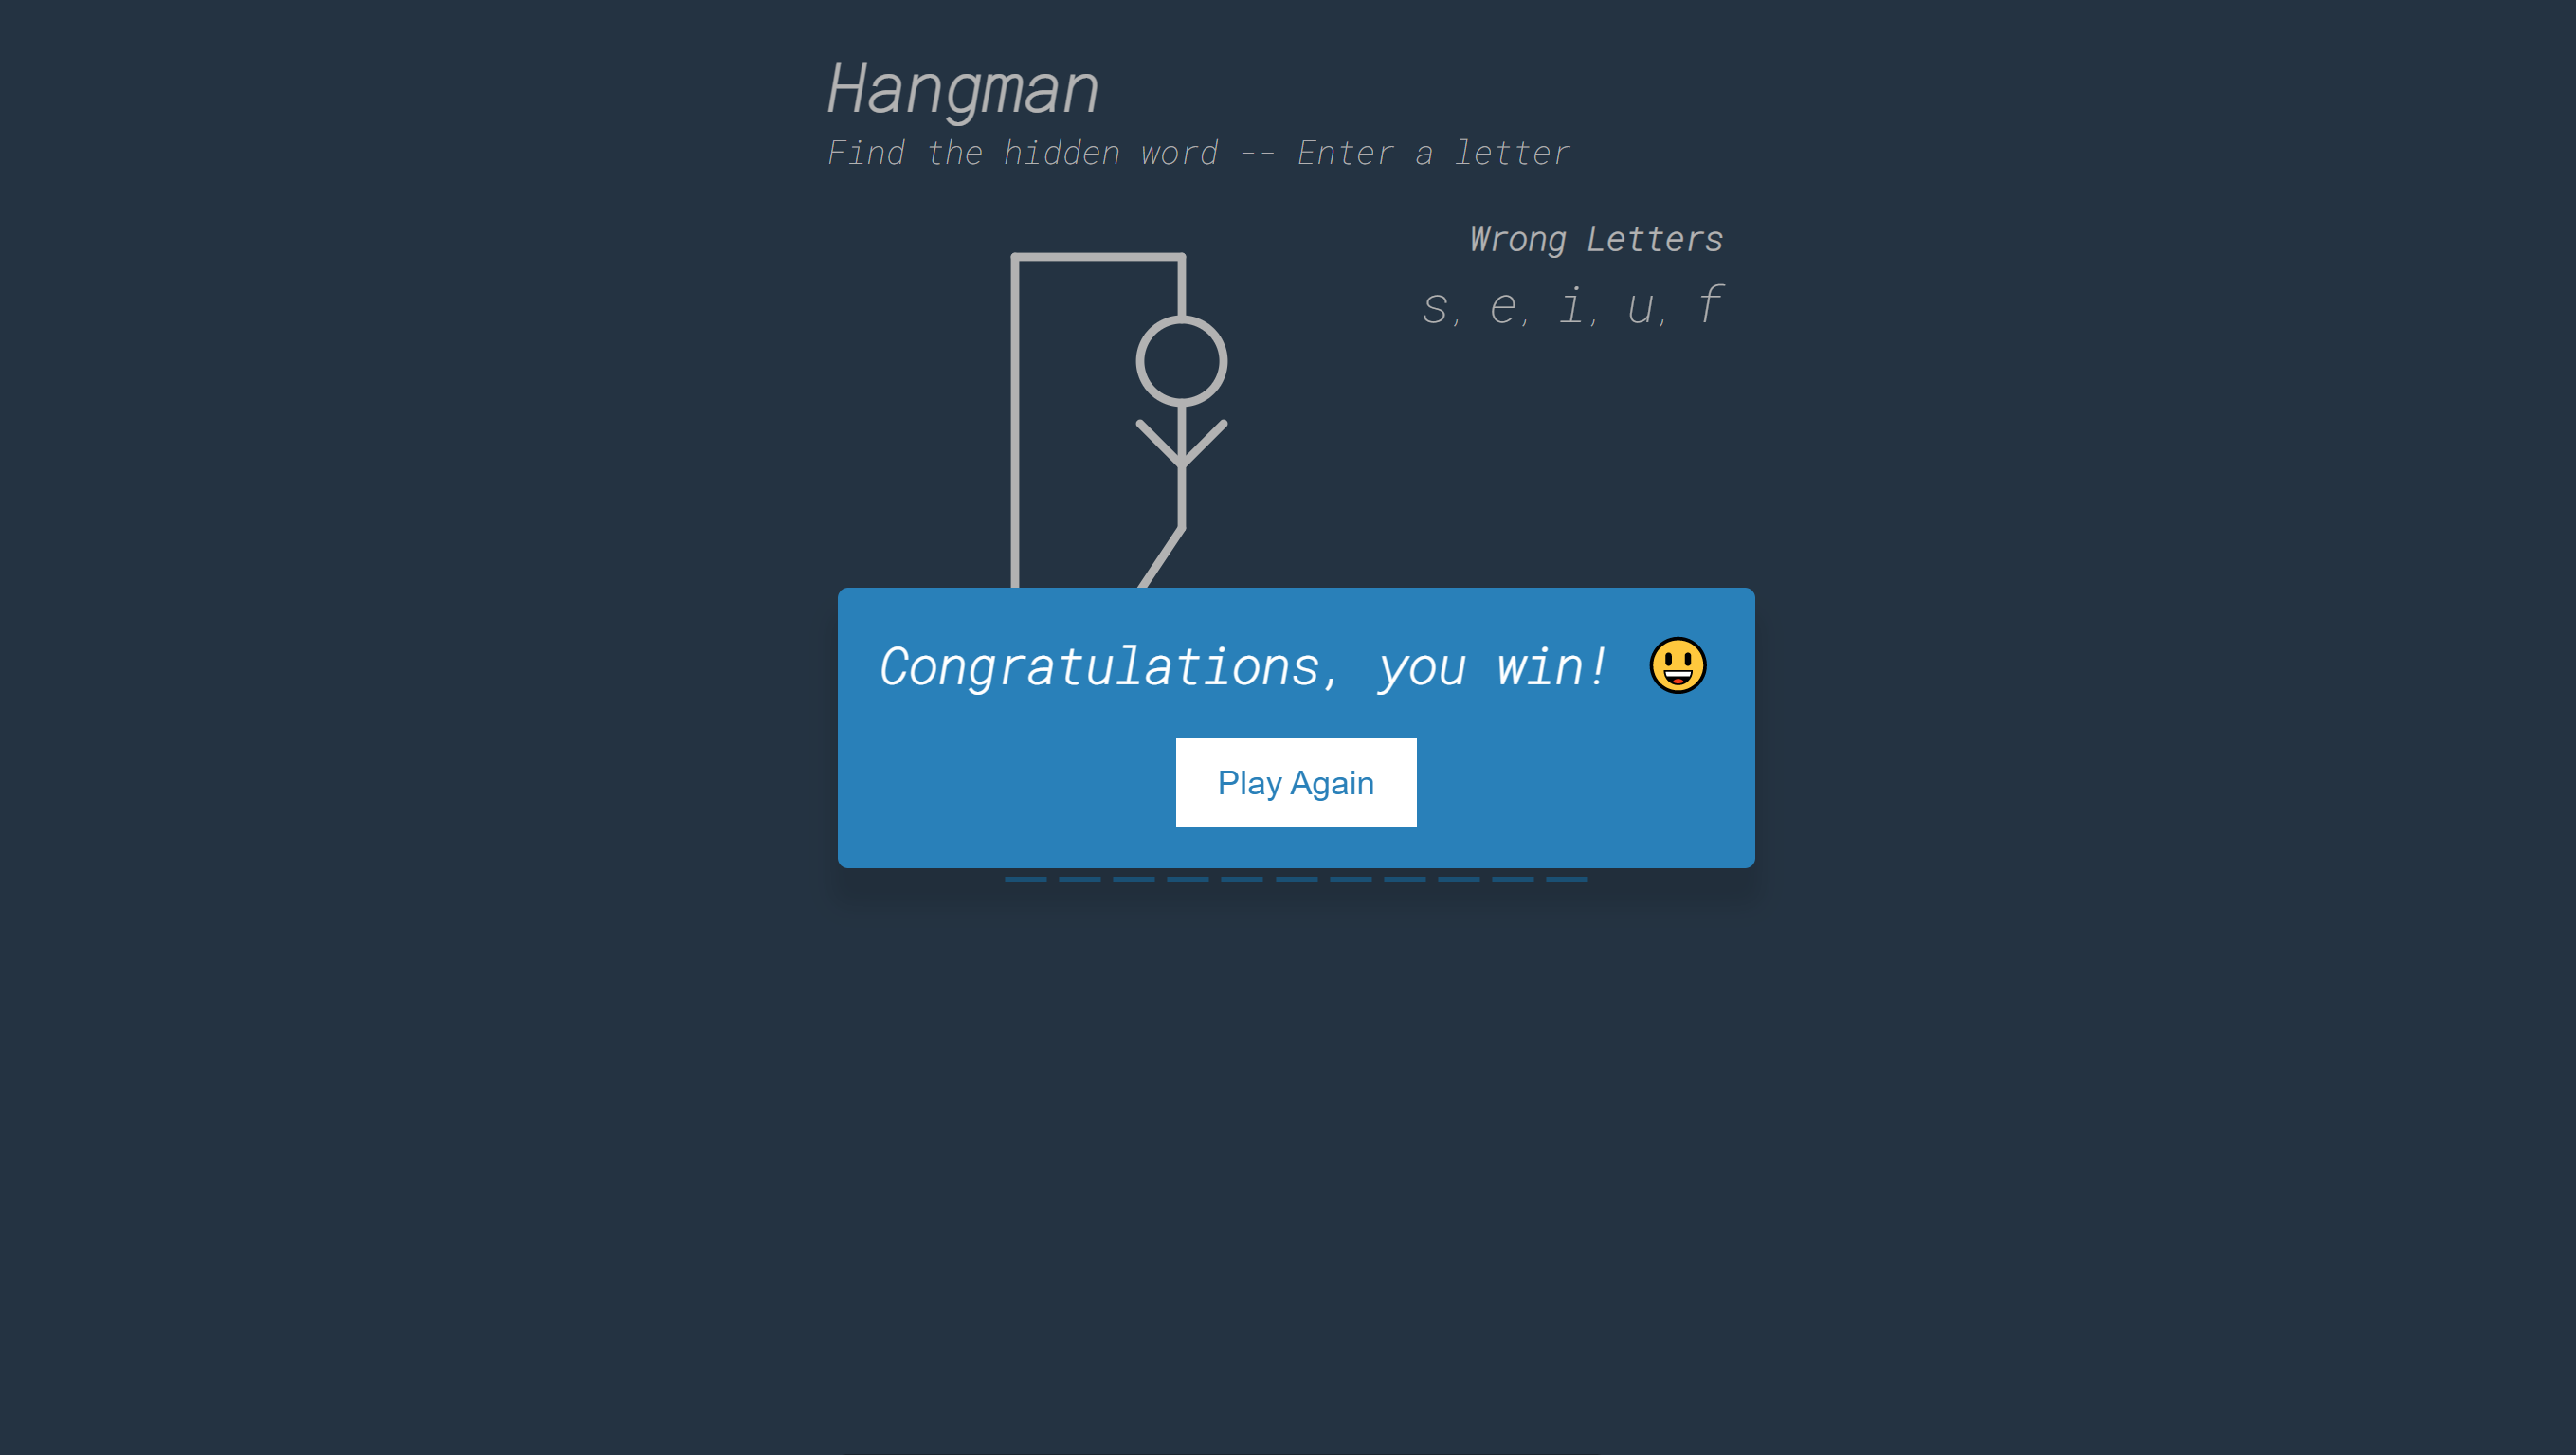 Hangman
Find the hidden word -- Enter a letter
Wrong Letters
s, e, i, u, f
Congratulations, you win! 😃
Play Again